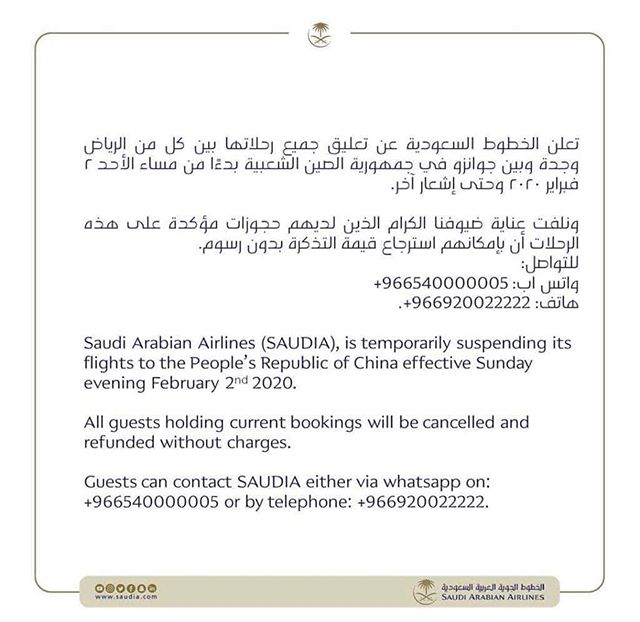 تعلن الخطوط السعودية عن تعليق جميع رحلاتها بين كل من الرياض
وجدة وبين جوانزو في جمهورية الصين الشعبية بدءًا من مساء الأحد ٢
فبراير ٢٠٢٠ وحتى إشعار آخر.
ونلفت عناية ضيوفنا الكرام الذين لديهم حجوزات مؤكدة على هذه
الرحلات أن بإمكانهم استرجاع قيمة التذكرة بدون رسوم.
للتواصل:
واتس اب: 966540000005+
هاتف: 966920022222+.
Saudi Arabian Airlines (SAUDIA), is temporarily suspending its
flights to the People's Republic of China effective Sunday
evening February 2nd 2020.
All guests holding current bookings will be cancelled and
refunded without charges.
Guests can contact SAUDIA either via whatsapp on:
+966540000005 or by telephone: +966920022222.
www.saudia.com
الخطوط الجوية العربية السعودية
SAUDI ARABIAN AIRLINES